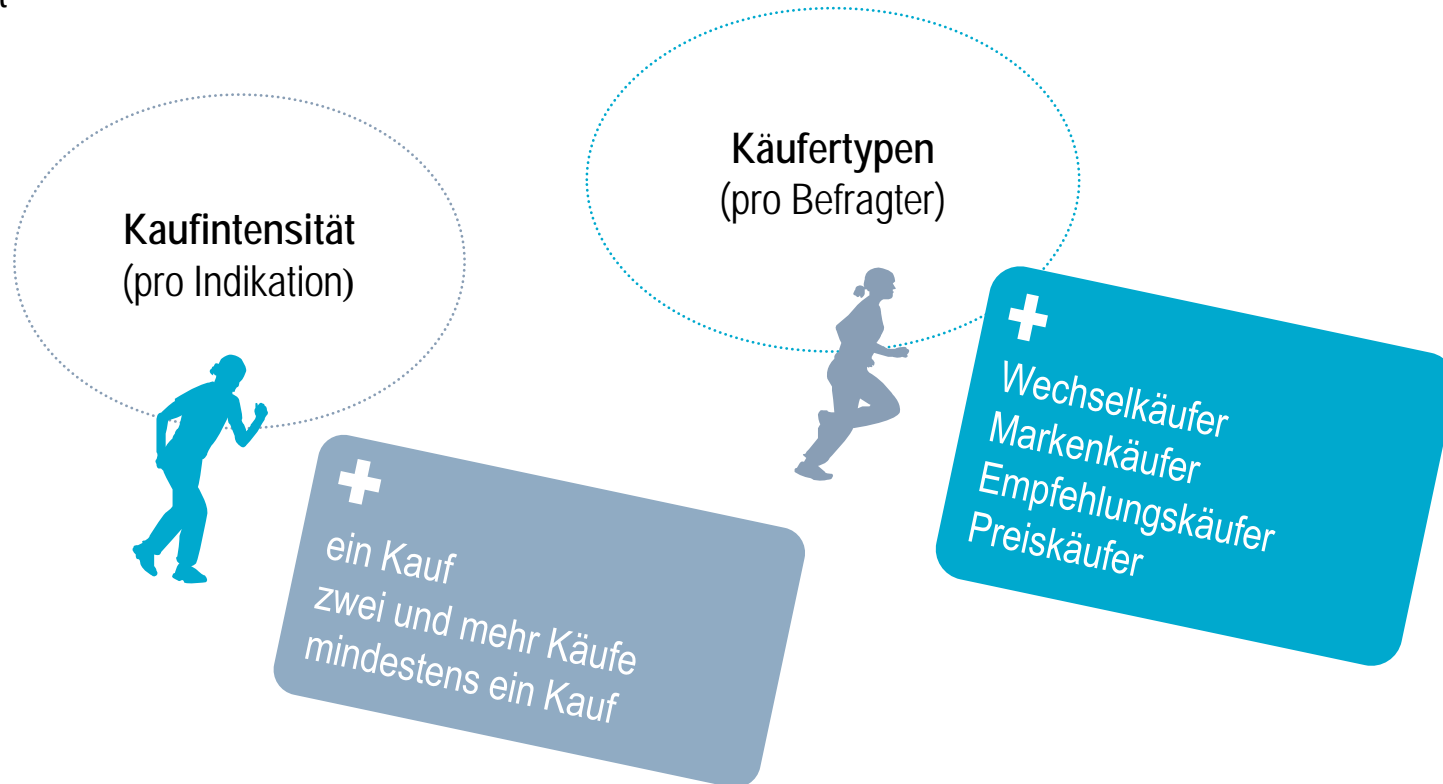 Kaufintensität
(pro Indikation)
ein Kauf
zwei und mehr Käufe
mindestens ein Kauf
Käufertypen
(pro Befragter)
Wechselkäufer
Markenkäufer
Empfehlungskäufer
Preiskäufer